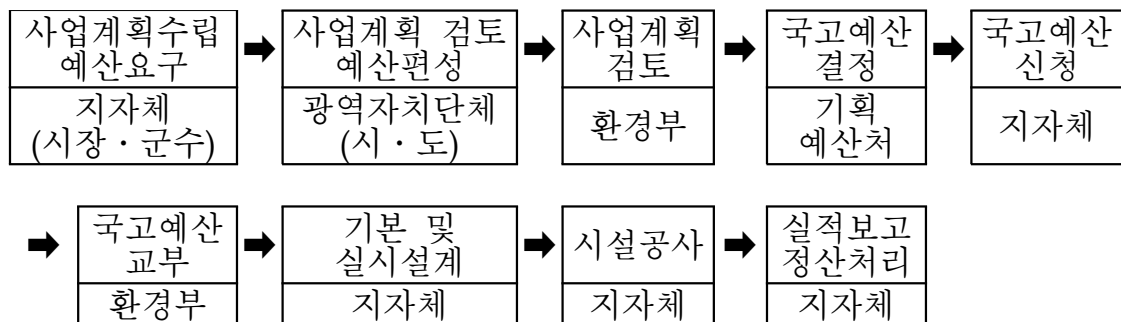 사업계획수립
예산요구
지자체
(시장·군수)
사업계획 검토
예산편성
광역자치단체
(시·도)
사업계획
검토
환경부
국고예산
결정
기획
예산처
국고예산
신청
지자체
국고예산
교부
환경부
기본 및
실시설계
지자체
시설공사
지자체
실적보고
정산처리
지자체